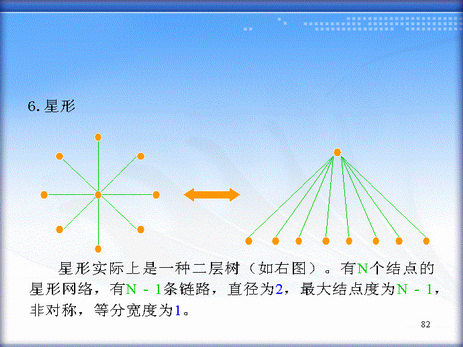 6.星形
星形实际上是一种二层树（如右图）。有N个结点的
星形网络，有N-1条链路，直径为2，最大结点度为N-1，
非对称，等分宽度为1。
82